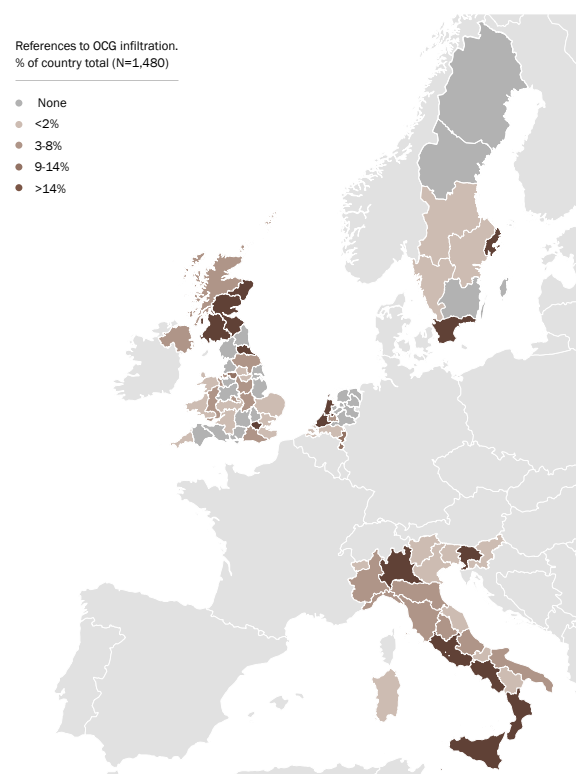 References to OCG infiltration.
% of country total (N=1,480)
None
<2%
3-8%
9-14%
>14%